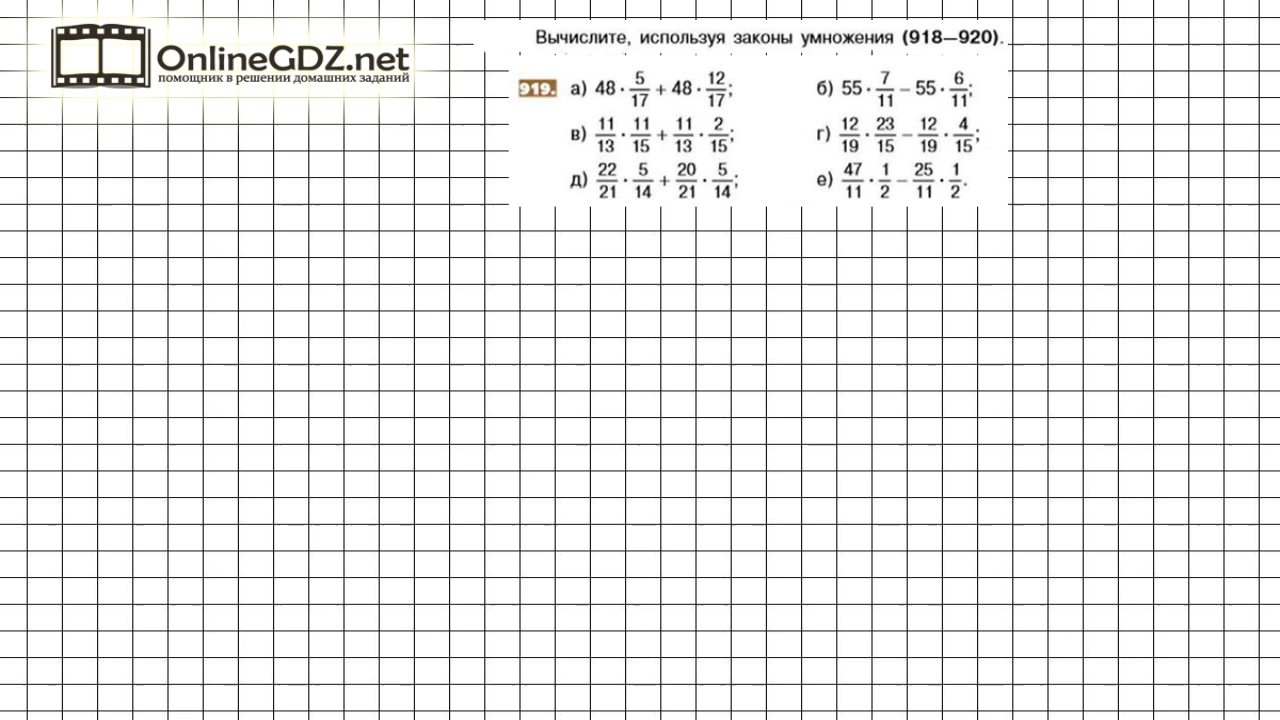 OnlineGDZ.net
помощник в решении домашних заданий
Вычислите, используя законы умножения (918—920).
919. а) 48 · 5/17 + 48 · 12/17; б) 55 · 7/11 – 55 · 6/11;
в) 11/13 · 11/15 + 11/13 · 2/15; г) 12/19 · 23/15 – 12/19 · 4/15;
д) 22/21 · 5/14 + 20/21 · 5/14; е) 47/11 · 1/2 – 25/11 · 1/2.